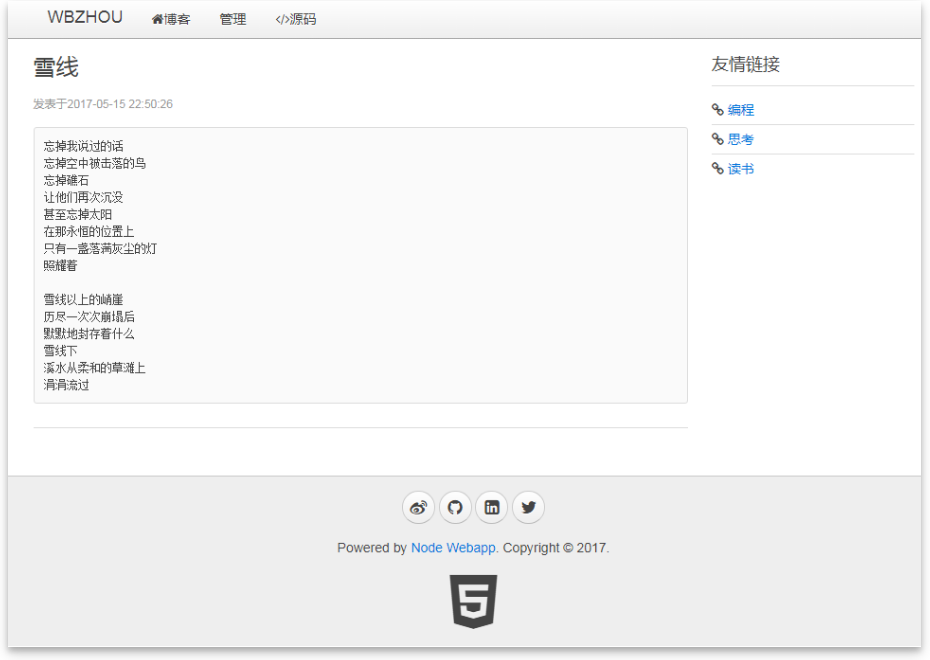 WBZHOU 博客 管理 源码
雪线
发表于2017-05-15 22:50:26
忘掉我说过的话
忘掉空中被击落的鸟
忘掉礁石
让他们再次沉没
甚至忘掉太阳
在那永恒的位置上
只有一盏落满灰尘的灯
照耀着
雪线以上的峭崖
历尽一次次崩塌后
默默地封存着什么
雪线下
溪水从柔和的草滩上
涓涓流过
友情链接
编程
思考
读书
Powered by Node Webapp. Copyright © 2017.